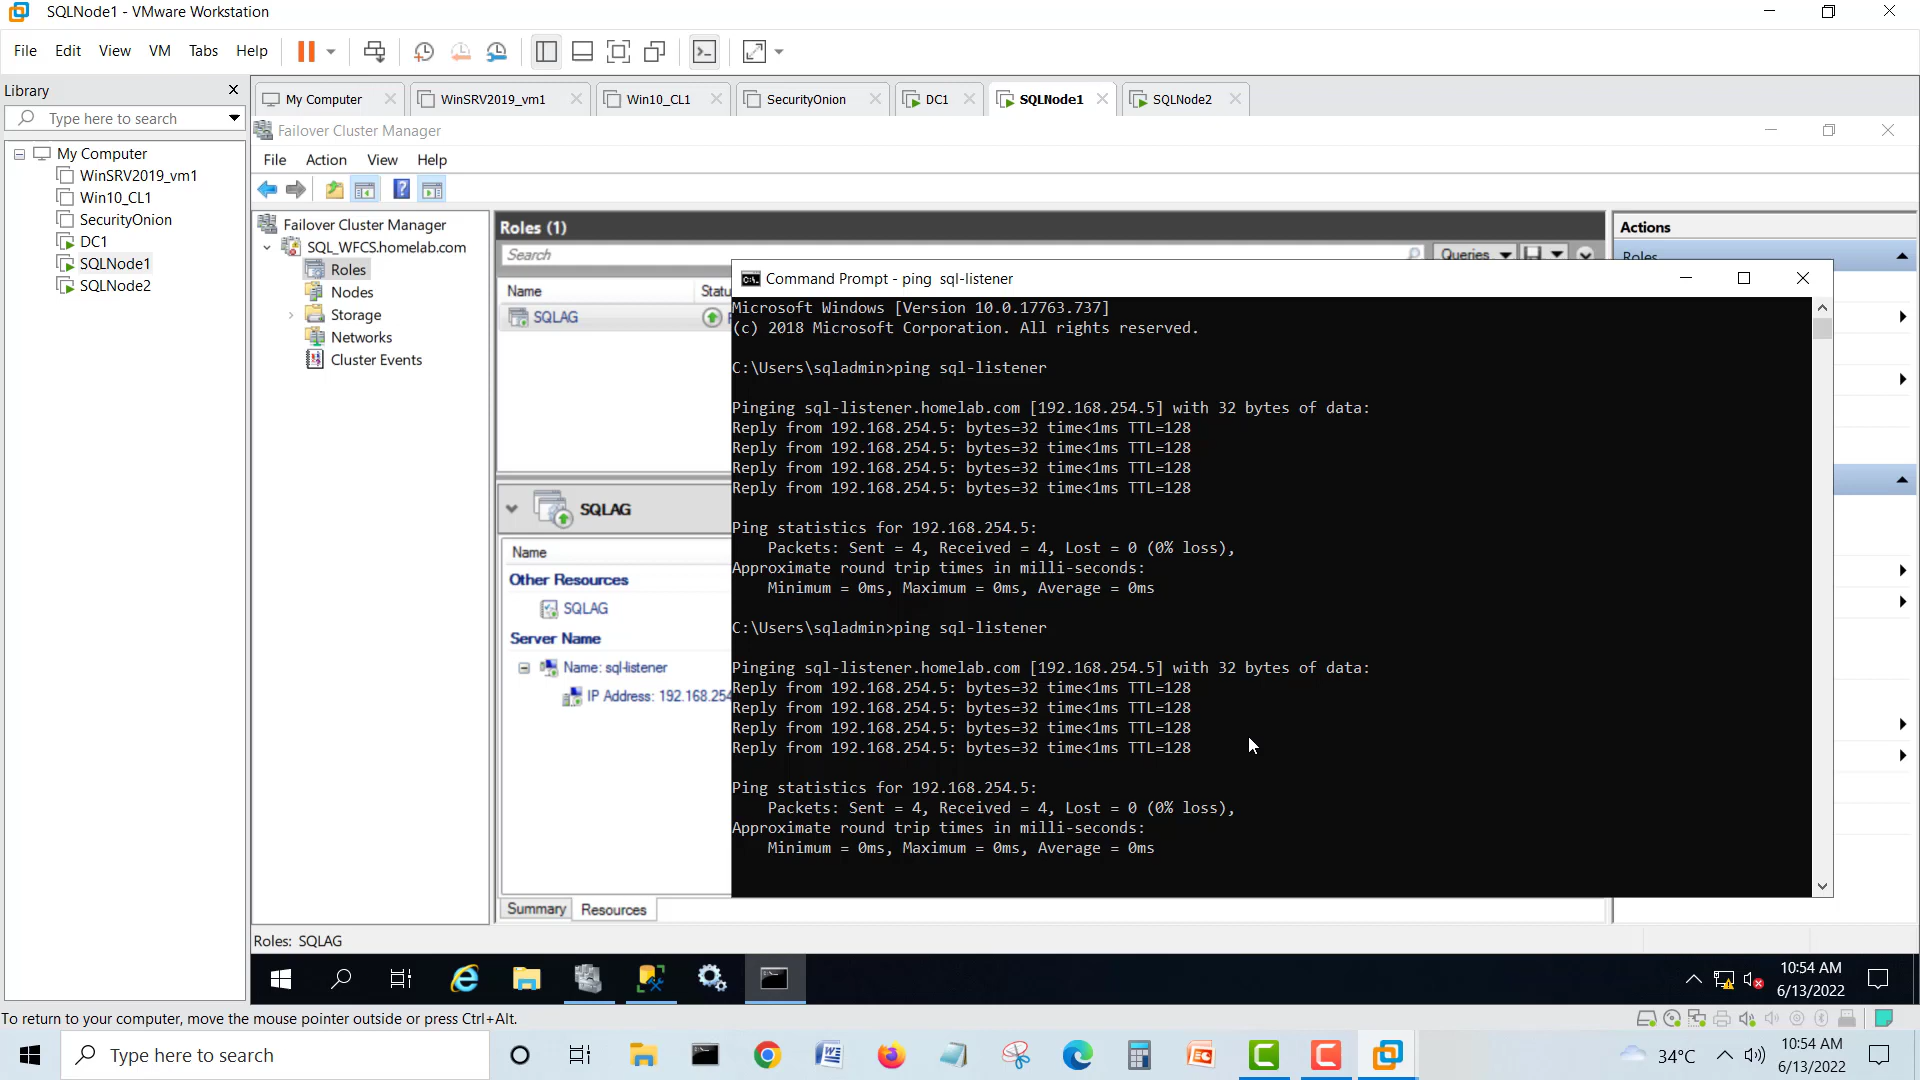 SQLNode1 - VMware Workstation
File Edit View VM Tabs Help
Library
Type here to search
My Computer
WinSRV2019_vm1
Win10_CL1
SecurityOnion
DC1
SQLNode1
SQLNode2
My Computer WinSRV2019_vm1 Win10_CL1 SecurityOnion DC1 SQLNode1 SQLNode2
Failover Cluster Manager
File Action View Help
Failover Cluster Manager
SQL_WFCS.homelab.com
Roles
Nodes
Storage
Networks
Cluster Events
Roles (1)
Search
Queries
Name Statu
SQLAG
SQLAG
Name
Other Resources
SQLAG
Server Name
Name: sql-listener
IP Address: 192.168.254
Summary Resources
Actions
Roles
Command Prompt - ping sql-listener
Microsoft Windows [Version 10.0.17763.737]
(c) 2018 Microsoft Corporation. All rights reserved.
C:\Users\sqladmin>ping sql-listener
Pinging sql-listener.homelab.com [192.168.254.5] with 32 bytes of data:
Reply from 192.168.254.5: bytes=32 time<1ms TTL=128
Reply from 192.168.254.5: bytes=32 time<1ms TTL=128
Reply from 192.168.254.5: bytes=32 time<1ms TTL=128
Reply from 192.168.254.5: bytes=32 time<1ms TTL=128
Ping statistics for 192.168.254.5:
Packets: Sent = 4, Received = 4, Lost = 0 (0% loss),
Approximate round trip times in milli-seconds:
Minimum = 0ms, Maximum = 0ms, Average = 0ms
C:\Users\sqladmin>ping sql-listener
Pinging sql-listener.homelab.com [192.168.254.5] with 32 bytes of data:
Reply from 192.168.254.5: bytes=32 time<1ms TTL=128
Reply from 192.168.254.5: bytes=32 time<1ms TTL=128
Reply from 192.168.254.5: bytes=32 time<1ms TTL=128
Reply from 192.168.254.5: bytes=32 time<1ms TTL=128
Ping statistics for 192.168.254.5:
Packets: Sent = 4, Received = 4, Lost = 0 (0% loss),
Approximate round trip times in milli-seconds:
Minimum = 0ms, Maximum = 0ms, Average = 0ms
Roles: SQLAG
10:54 AM
6/13/2022
To return to your computer, move the mouse pointer outside or press Ctrl+Alt.
Type here to search
34°C
10:54 AM
6/13/2022